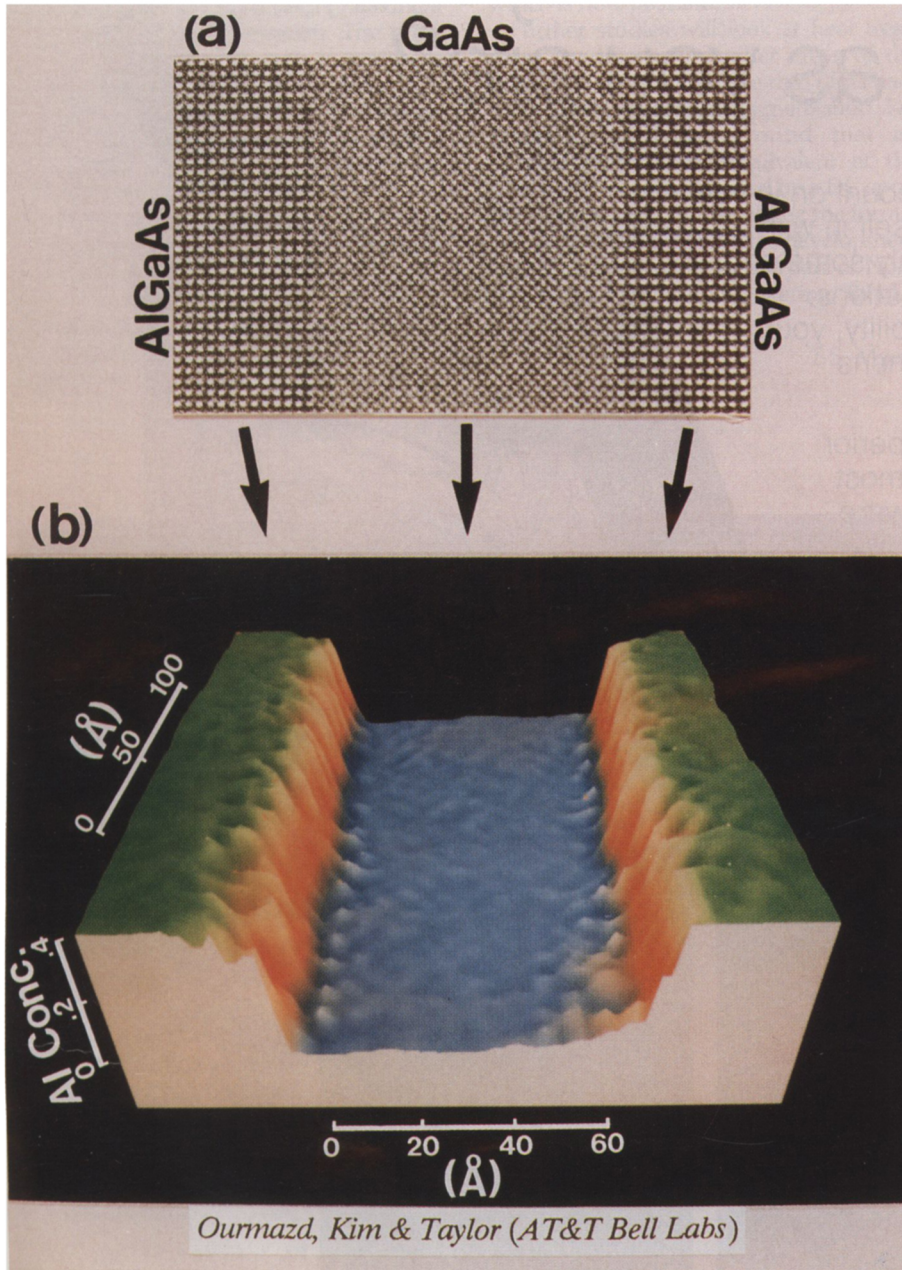 (a)
GaAs
AlGaAs
AlGaAs
(b)
100
50
0
(Å)
.4
.2
0
Al Conc.
0 20 40 60
(Å)
Ourmazd, Kim & Taylor (AT&T Bell Labs)